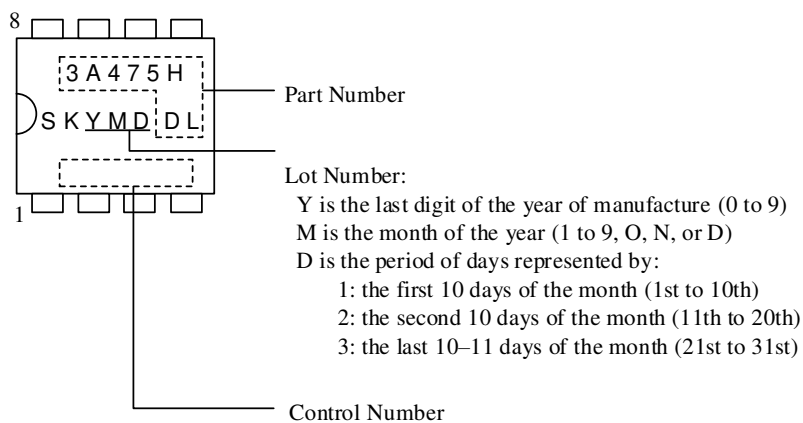 8
3 A 4 7 5 H
S K Y M D D L
1
Part Number
Lot Number:
Y is the last digit of the year of manufacture (0 to 9)
M is the month of the year (1 to 9, O, N, or D)
D is the period of days represented by:
1: the first 10 days of the month (1st to 10th)
2: the second 10 days of the month (11th to 20th)
3: the last 10–11 days of the month (21st to 31st)
Control Number